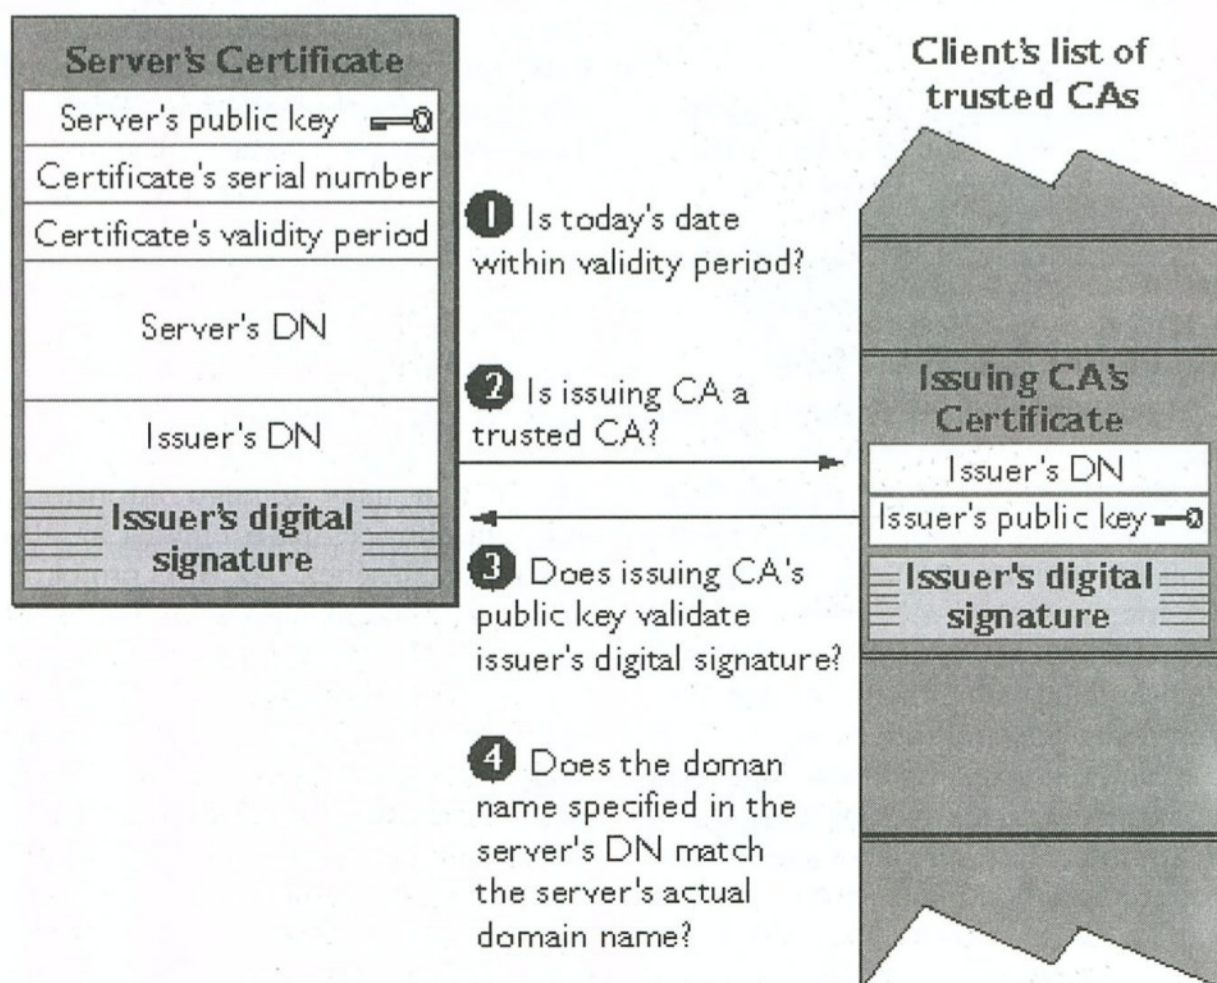 Server's Certificate
Server's public key
Certificate's serial number
Certificate's validity period
Server's DN
Issuer's DN
Issuer's digital
signature
1 Is today's date
within validity period?
2 Is issuing CA a
trusted CA?
3 Does issuing CA's
public key validate
issuer's digital signature?
4 Does the doman
name specified in the
server's DN match
the server's actual
domain name?
Client's list of
trusted CAs
Issuing CA's
Certificate
Issuer's DN
Issuer's public key
Issuer's digital
signature